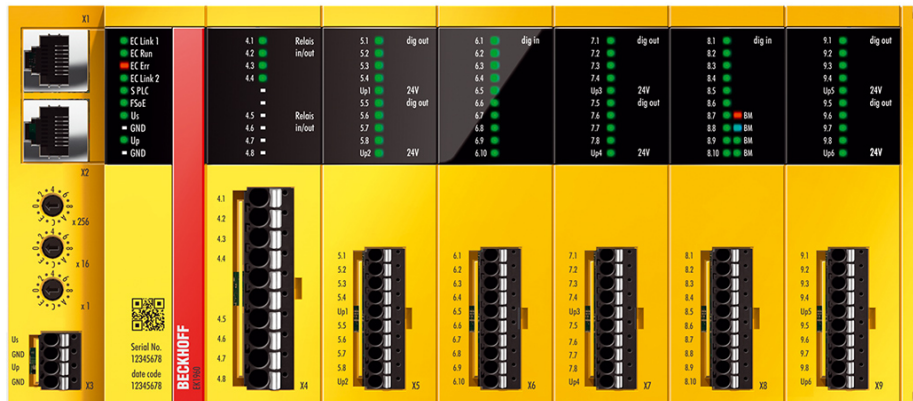 X1
EC Link 1
EC Run
EC Err
EC Link 2
S PLC
FSoE
Us
GND
Up
GND
4.1 Relais
4.2 in/out
4.3
4.4
4.5 Relais
4.6 in/out
4.7
4.8
5.1 dig out
5.2
5.3
5.4
Up1 24V
5.5 dig out
5.6
5.7
5.8
Up2 24V
6.1 dig in
6.2
6.3
6.4
6.5
6.6
6.7
6.8
6.9
6.10
7.1 dig out
7.2
7.3
7.4
Up3 24V
7.5 dig out
7.6
7.7
7.8
Up4 24V
8.1 dig in
8.2
8.3
8.4
8.5
8.6
8.7 BM
8.8 BM
8.9 BM
8.10 BM
9.1 dig out
9.2
9.3
9.4
Up5 24V
9.5 dig out
9.6
9.7
9.8
Up6 24V
X2
x 256
x 16
x 1
Us
GND
Up
GND
X3
Serial No.
12345678
date code
12345678
BECKHOFF
EK1960
4.1
4.2
4.3
4.4
4.5
4.6
4.7
4.8
X4
5.1
5.2
5.3
5.4
Up1
5.5
5.6
5.7
5.8
Up2
X5
6.1
6.2
6.3
6.4
6.5
6.6
6.7
6.8
6.9
6.10
X6
7.1
7.2
7.3
7.4
Up3
7.5
7.6
7.7
7.8
Up4
X7
8.1
8.2
8.3
8.4
8.5
8.6
8.7
8.8
8.9
8.10
X8
9.1
9.2
9.3
9.4
Up5
9.5
9.6
9.7
9.8
Up6
X9